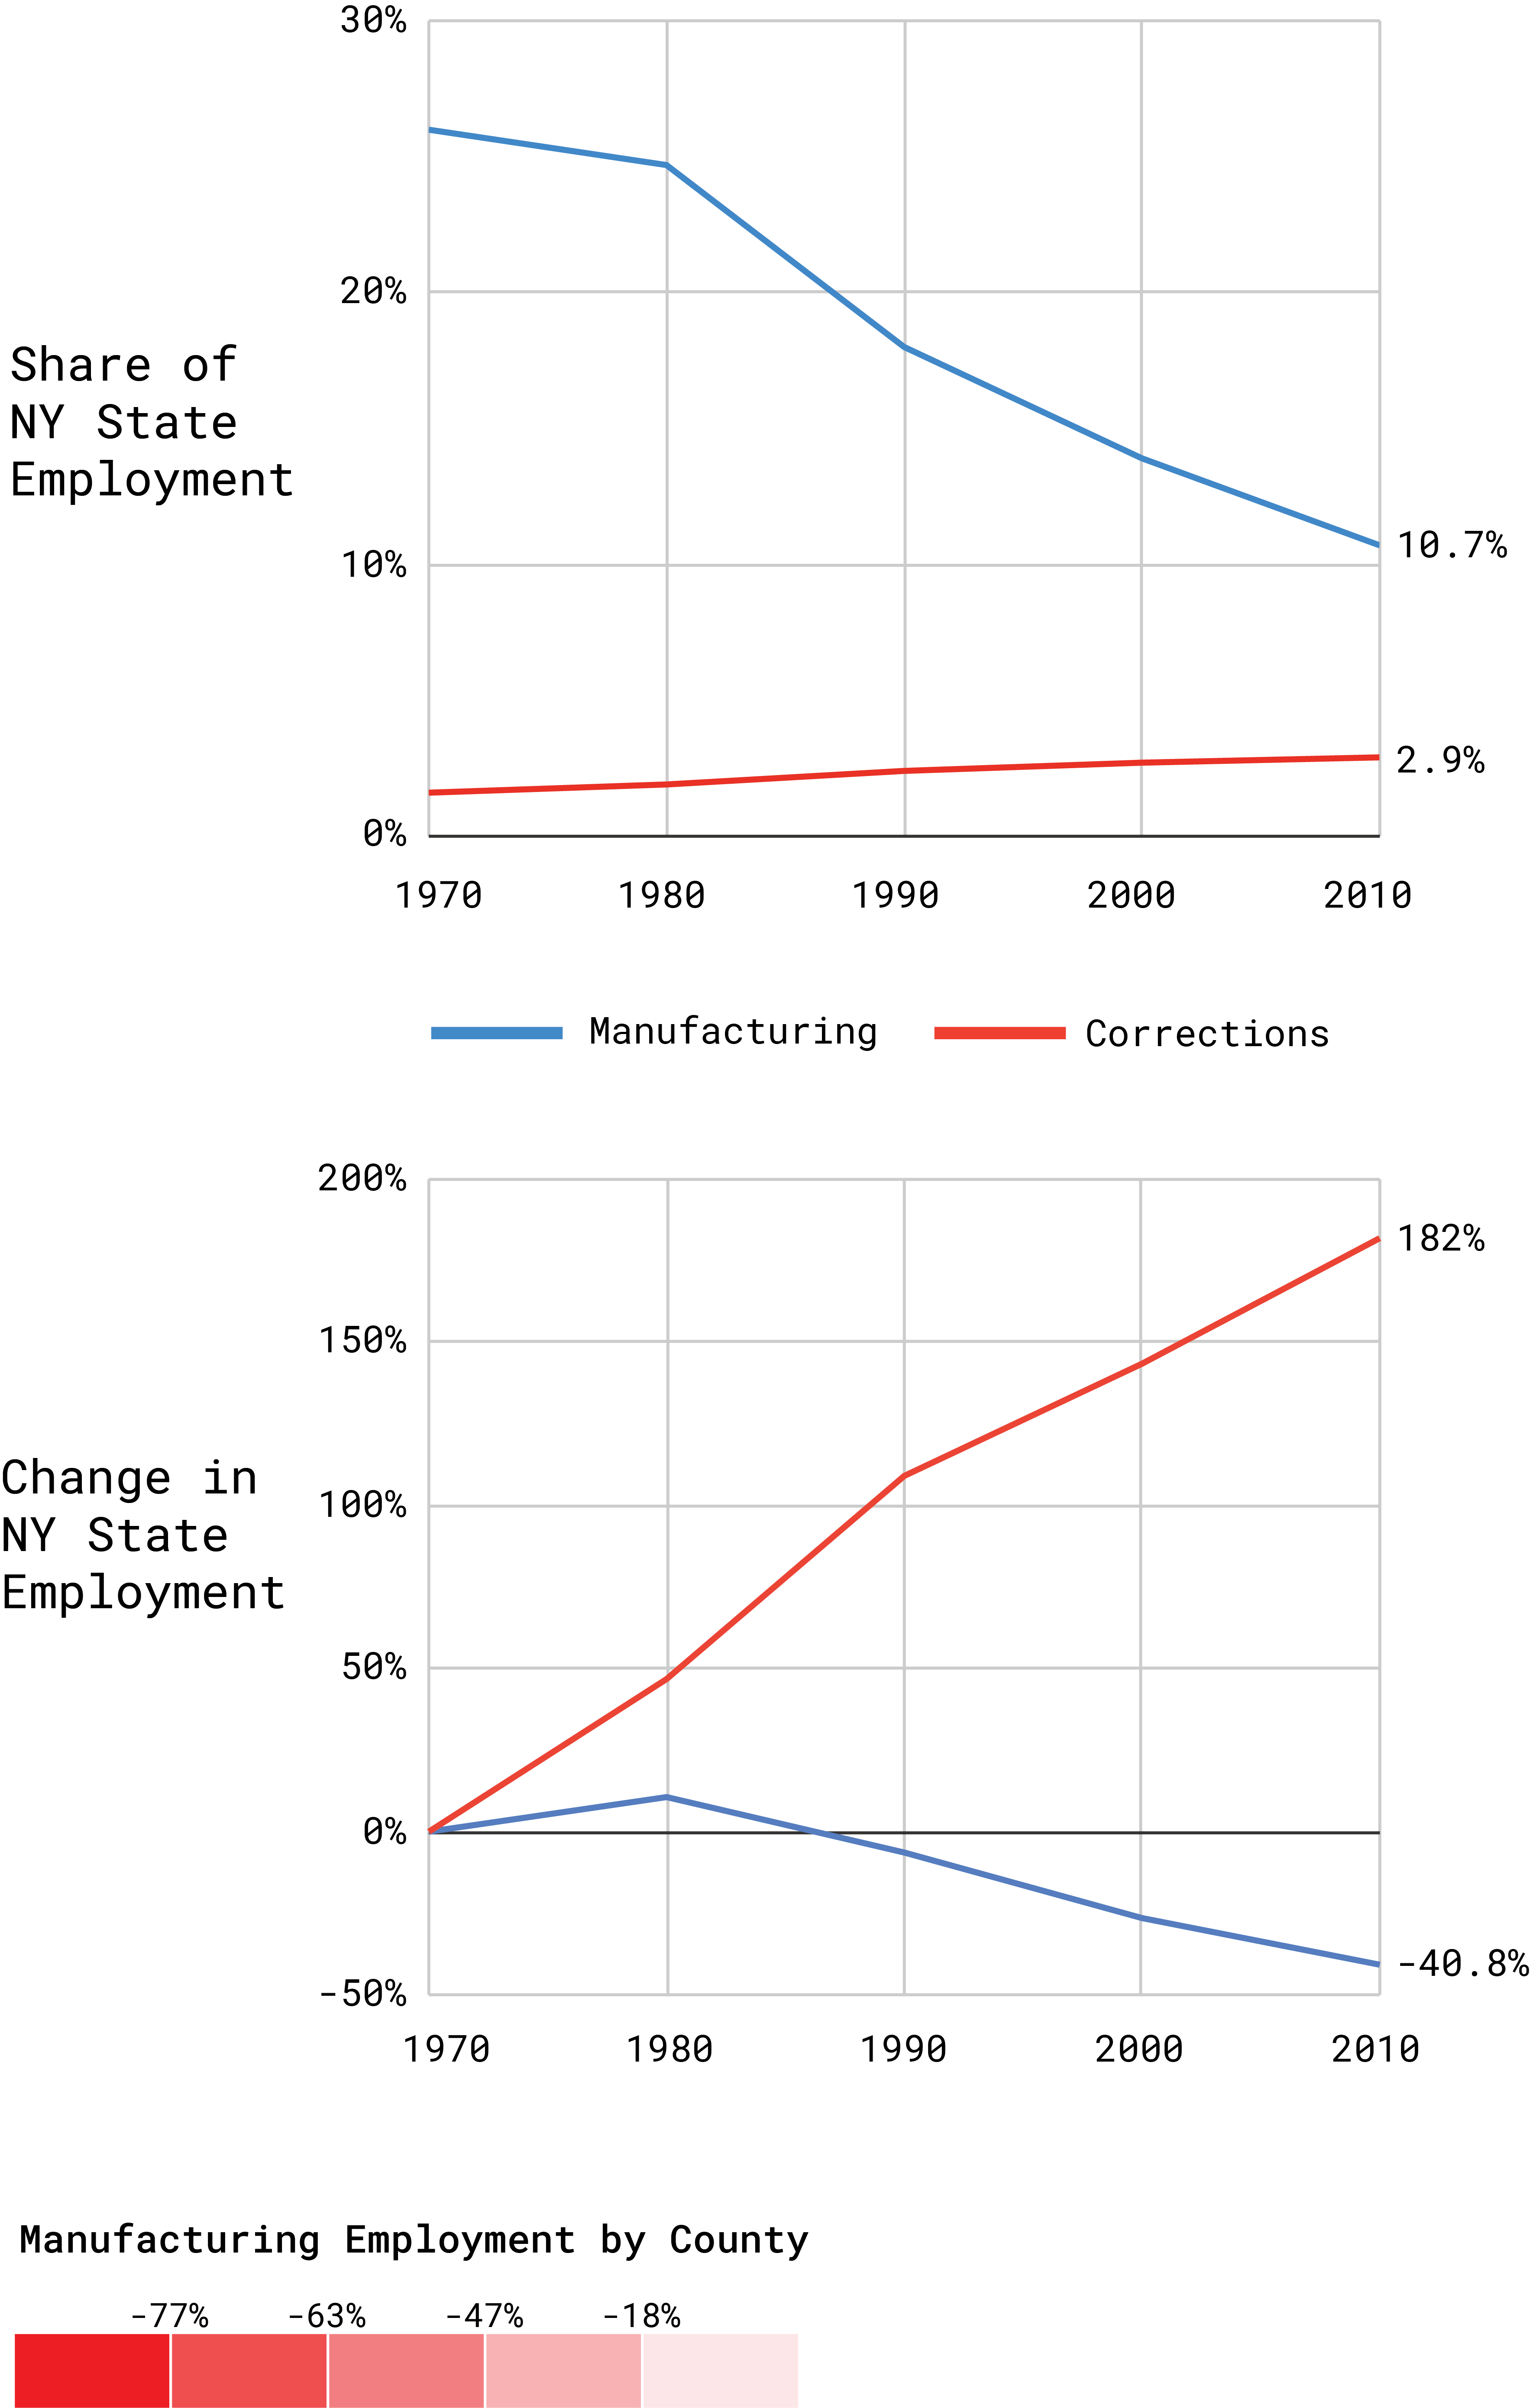 30%
20%
Share of
NY State
Employment
10%
10.7%
2.9%
0%
1970 1980 1990 2000 2010
Manufacturing Corrections
200%
182%
150%
Change in
NY State
Employment
100%
50%
0%
-40.8%
-50%
1970 1980 1990 2000 2010
Manufacturing Employment by County
-77% -63% -47% -18%